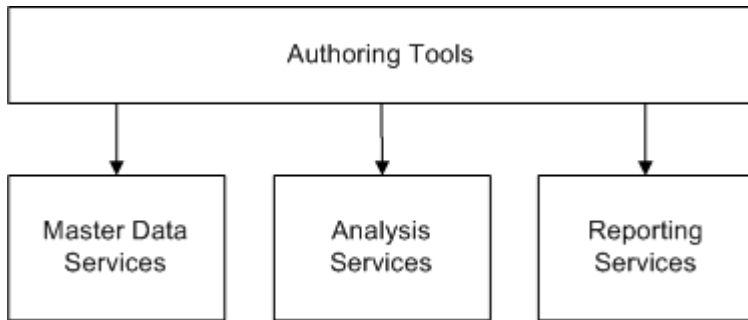 Authoring Tools
Master Data
Services
Analysis
Services
Reporting
Services